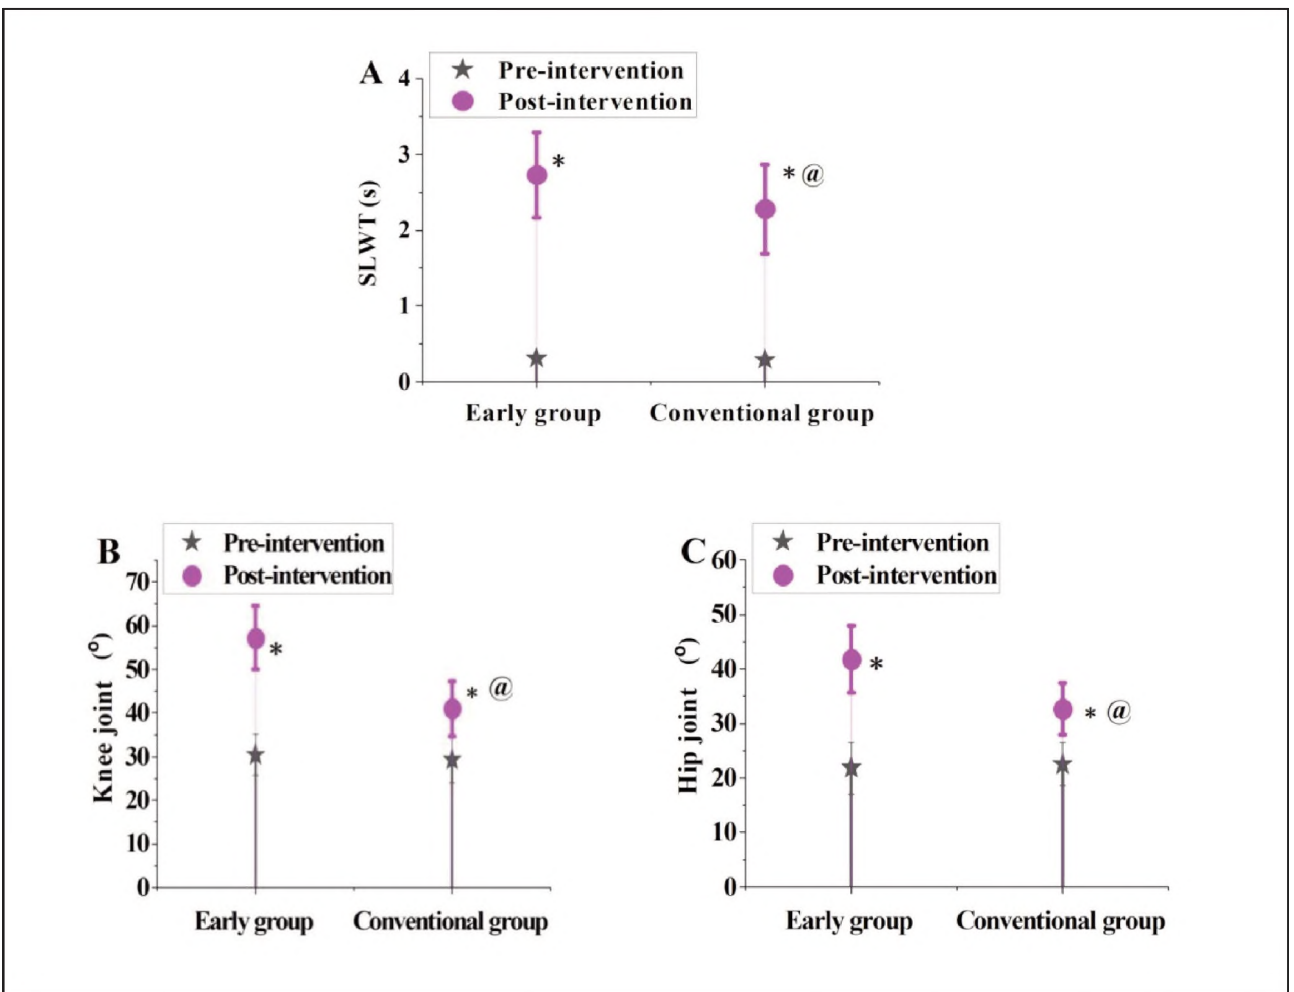 A
Pre-intervention
Post-intervention
4
3
2
1
0
SLWT (s)
*
* @
Early group Conventional group
B
Pre-intervention
Post-intervention
70
60
50
40
30
20
10
0
Knee joint (°)
*
* @
Early group Conventional group
C
Pre-intervention
Post-intervention
60
50
40
30
20
10
0
Hip joint (°)
*
* @
Early group Conventional group